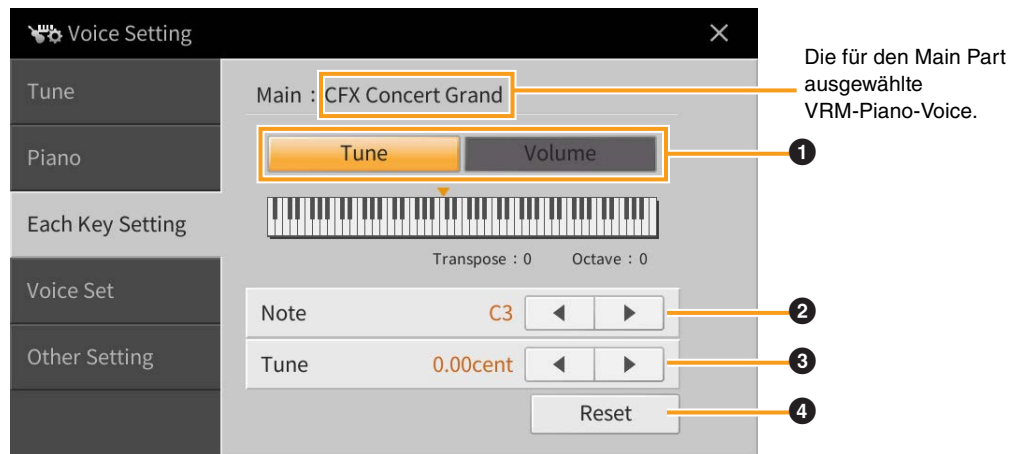 Voice Setting
Die für den Main Part
ausgewählte
VRM-Piano-Voice.
Tune
Piano
Each Key Setting
Voice Set
Other Setting
Main : CFX Concert Grand
Tune Volume
1
Transpose : 0 Octave : 0
Note C3
2
Tune 0.00cent
3
Reset
4